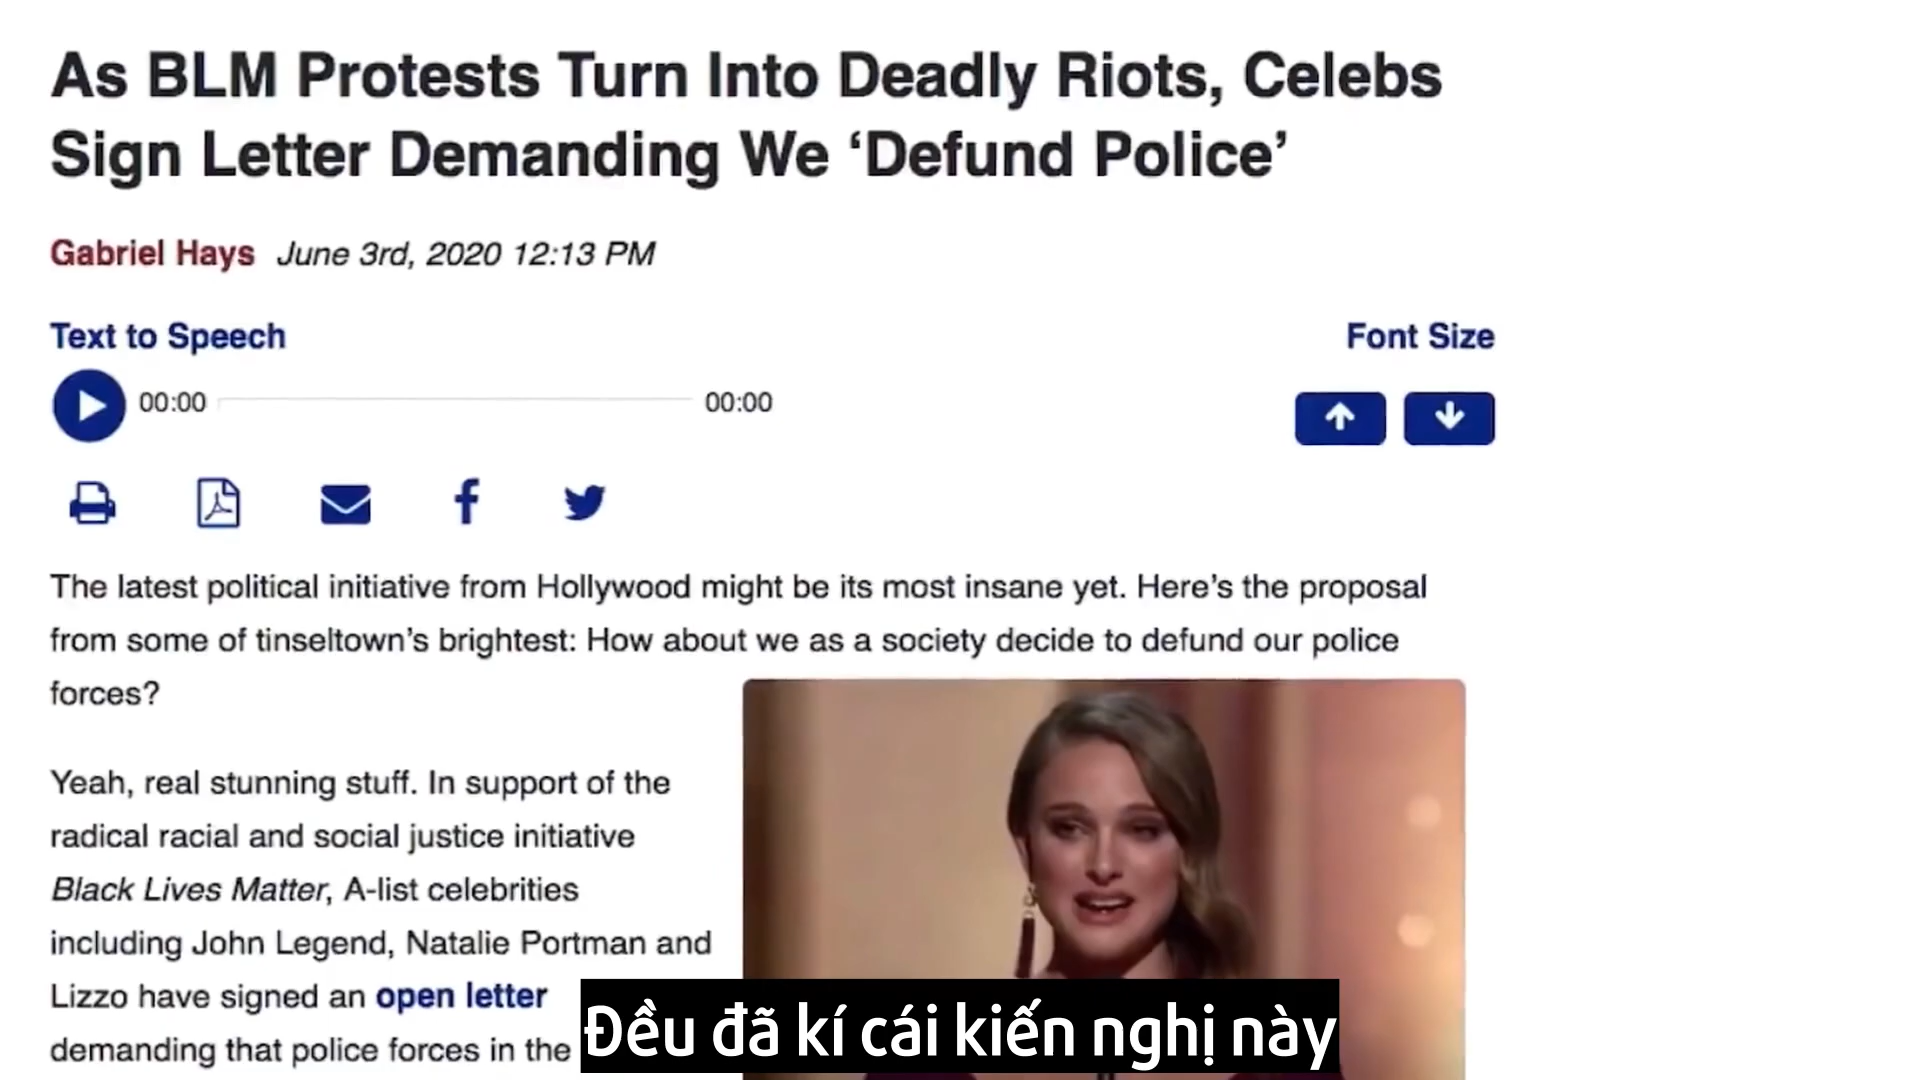 As BLM Protests Turn Into Deadly Riots, Celebs
Sign Letter Demanding We ‘Defund Police’
Gabriel Hays June 3rd, 2020 12:13 PM
Text to Speech
Font Size
00:00
00:00
The latest political initiative from Hollywood might be its most insane yet. Here’s the proposal
from some of tinseltown’s brightest: How about we as a society decide to defund our police
forces?
Yeah, real stunning stuff. In support of the
radical racial and social justice initiative
Black Lives Matter, A-list celebrities
including John Legend, Natalie Portman and
Lizzo have signed an open letter
demanding that police forces in the
Đều đã kí cái kiến nghị này